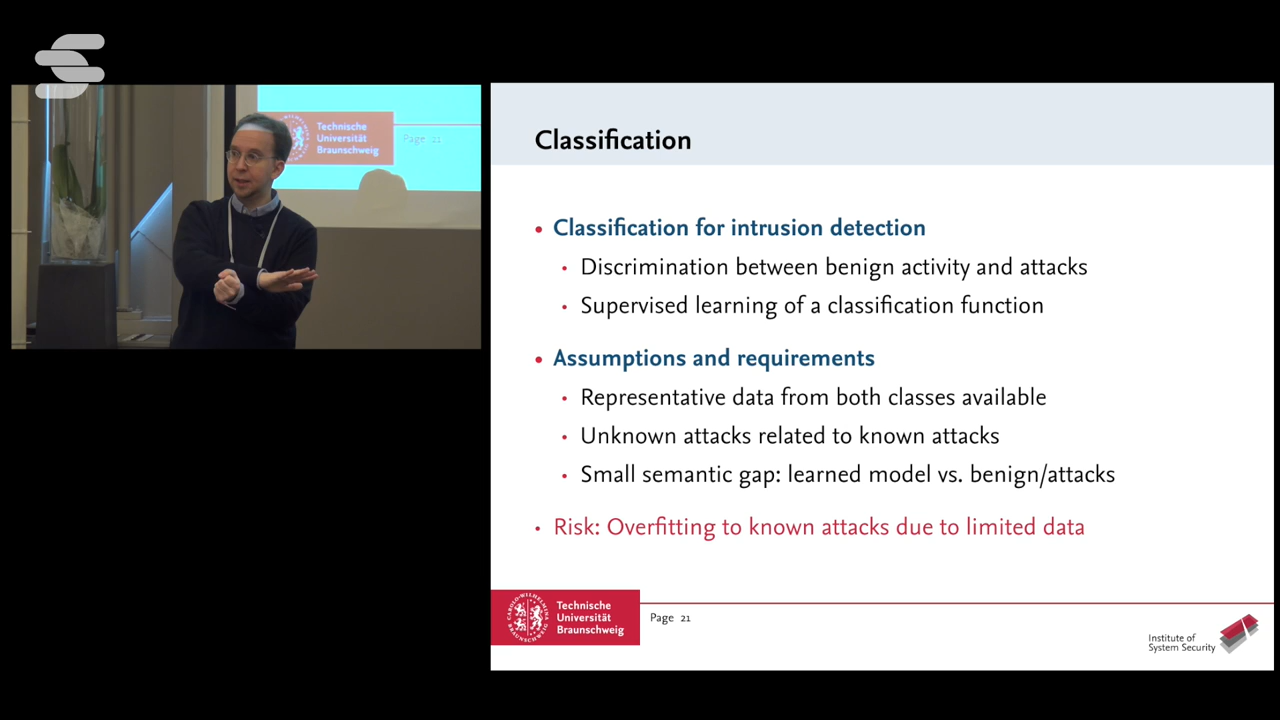 Technische
Universität
Braunschweig
Page 21
Classification
• Classification for intrusion detection
• Discrimination between benign activity and attacks
• Supervised learning of a classification function
• Assumptions and requirements
• Representative data from both classes available
• Unknown attacks related to known attacks
• Small semantic gap: learned model vs. benign/attacks
• Risk: Overfitting to known attacks due to limited data
Technische
Universität
Braunschweig
Page 21
Institute of
System Security